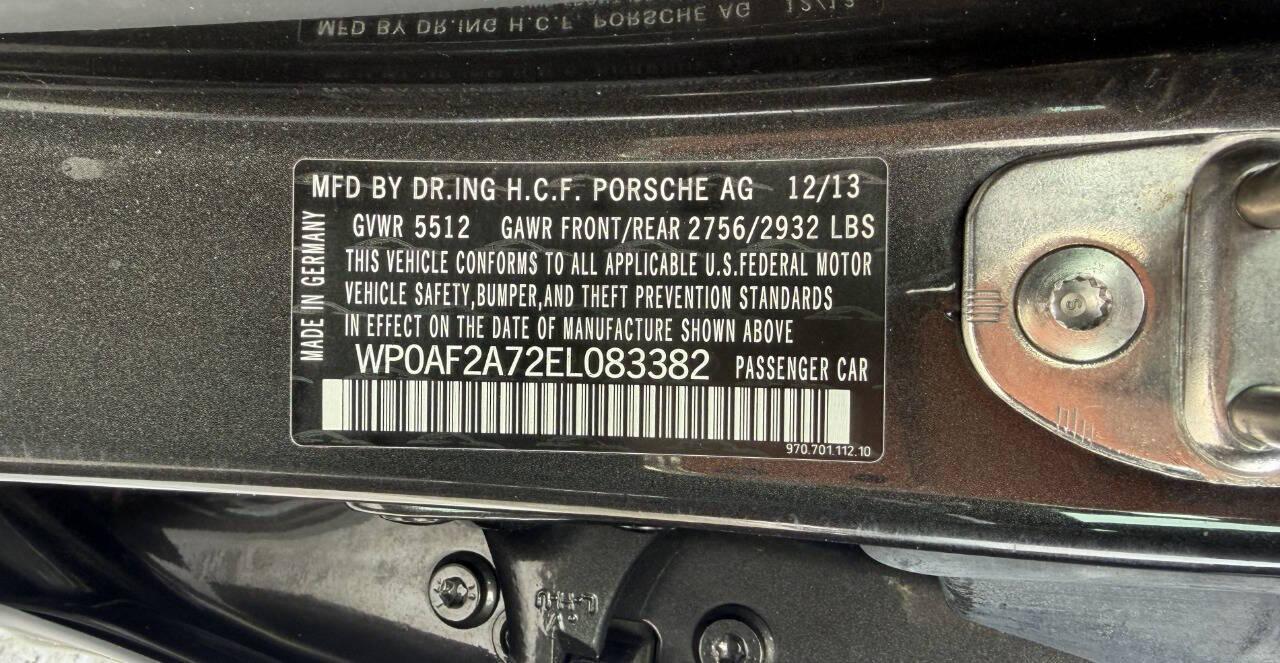 MFD BY DR.ING H.C.F. PORSCHE AG 12/13
MFD BY DR.ING H.C.F. PORSCHE AG 12/13
GVWR 5512 GAWR FRONT/REAR 2756/2932 LBS
THIS VEHICLE CONFORMS TO ALL APPLICABLE U.S.FEDERAL MOTOR
VEHICLE SAFETY,BUMPER,AND THEFT PREVENTION STANDARDS
IN EFFECT ON THE DATE OF MANUFACTURE SHOWN ABOVE
WP0AF2A72EL083382 PASSENGER CAR
970.701.112.10
MADE IN GERMANY